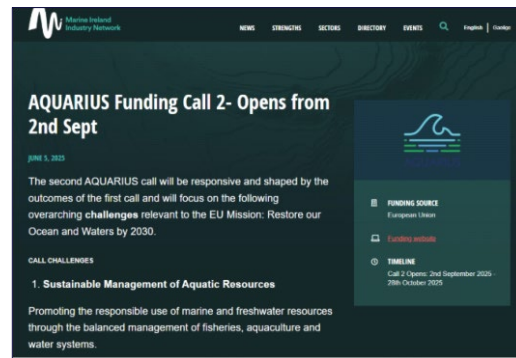 Marine Ireland
Industry Network
NEWS STRENGTHS SECTORS DIRECTORY EVENTS English | Gaeilge
AQUARIUS Funding Call 2- Opens from
2nd Sept
JUNE 5, 2025
The second AQUARIUS call will be responsive and shaped by the
outcomes of the first call and will focus on the following
overarching challenges relevant to the EU Mission: Restore our
Ocean and Waters by 2030.
CALL CHALLENGES
1. Sustainable Management of Aquatic Resources
Promoting the responsible use of marine and freshwater resources
through the balanced management of fisheries, aquaculture and
water systems.
FUNDING SOURCE
European Union
Funding website
TIMELINE
Call 2 Opens: 2nd September 2025 -
28th October 2025